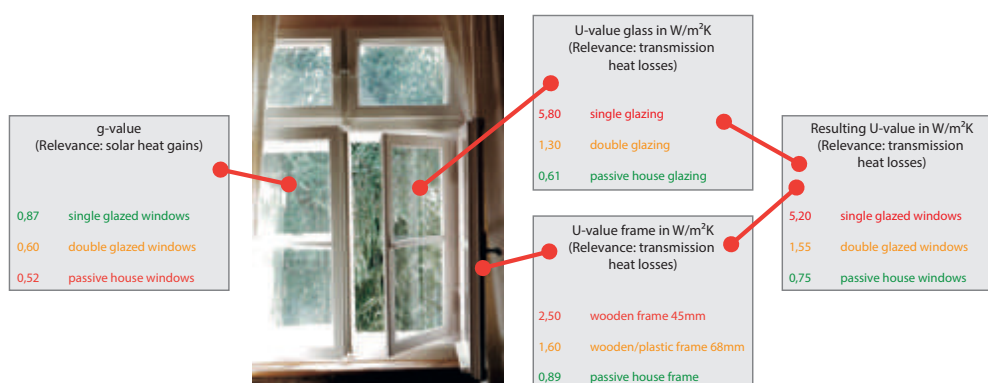 g-value
(Relevance: solar heat gains)
0,87 single glazed windows
0,60 double glazed windows
0,52 passive house windows
U-value glass in W/m²K
(Relevance: transmission
heat losses)
5,80 single glazing
1,30 double glazing
0,61 passive house glazing
U-value frame in W/m²K
(Relevance: transmission
heat losses)
2,50 wooden frame 45mm
1,60 wooden/plastic frame 68mm
0,89 passive house frame
Resulting U-value in W/m²K
(Relevance: transmission
heat losses)
5,20 single glazed windows
1,55 double glazed windows
0,75 passive house windows